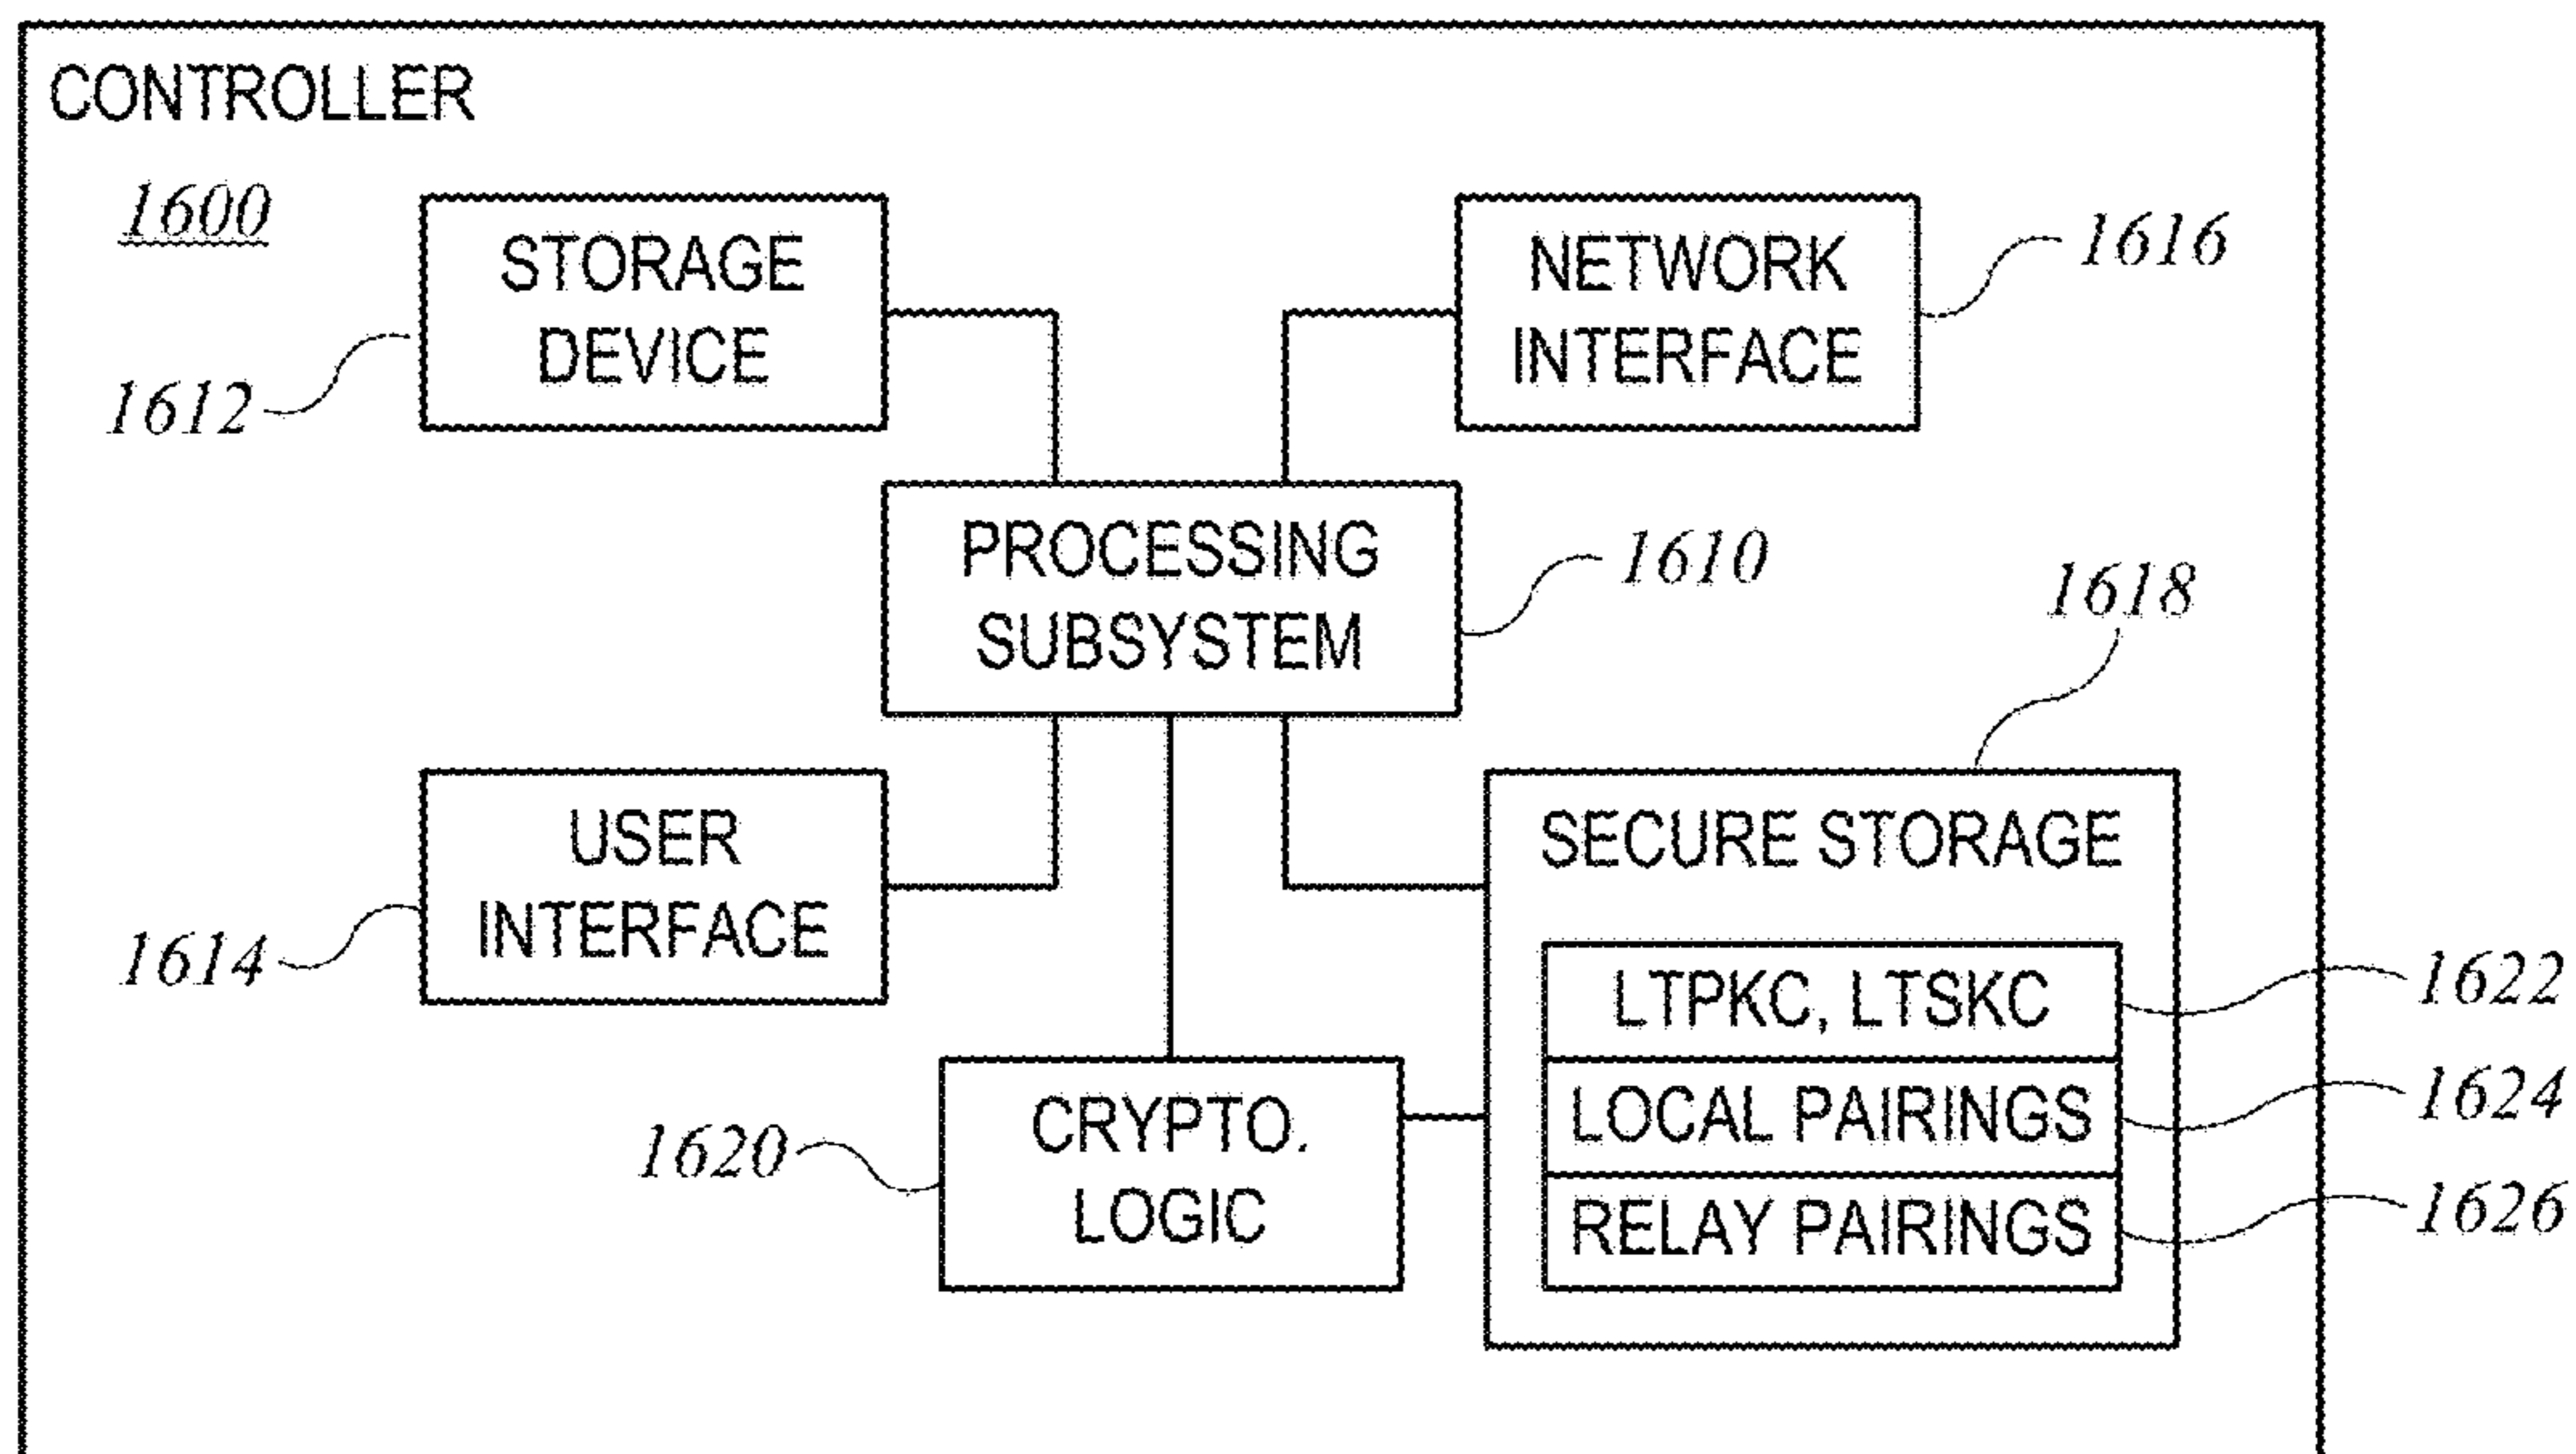 CONTROLLER
1600
STORAGE
DEVICE
1612
NETWORK
INTERFACE
1616
PROCESSING
SUBSYSTEM
1610
1618
USER
INTERFACE
1614
SECURE STORAGE
LTPKC, LTSKC
1622
LOCAL PAIRINGS
1624
RELAY PAIRINGS
1626
CRYPTO.
LOGIC
1620